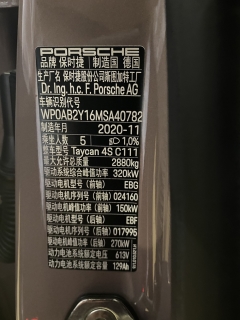 PORSCHE
品牌 保时捷 制造国 德国
生产厂名 保时捷股份公司斯图加特工厂
Dr. Ing. h.c. F. Porsche AG
车辆识别代号
WP0AB2Y16MSA40782
制造年月 2020-11
乘坐人数 5 1,0%
整车型号 Taycan 4S C111
最大允许总质量 2880kg
驱动系统综合峰值功率 320kW
驱动电机型号（前轴） EBG
驱动电机序号（前轴） 024160
驱动电机峰值功率（前轴） 150kW
驱动电机型号（后轴） EBF
驱动电机序号（后轴） 017995
驱动电机峰值功率（后轴） 270kW
动力电池系统额定电压 613V
动力电池系统额定容量 129Ah